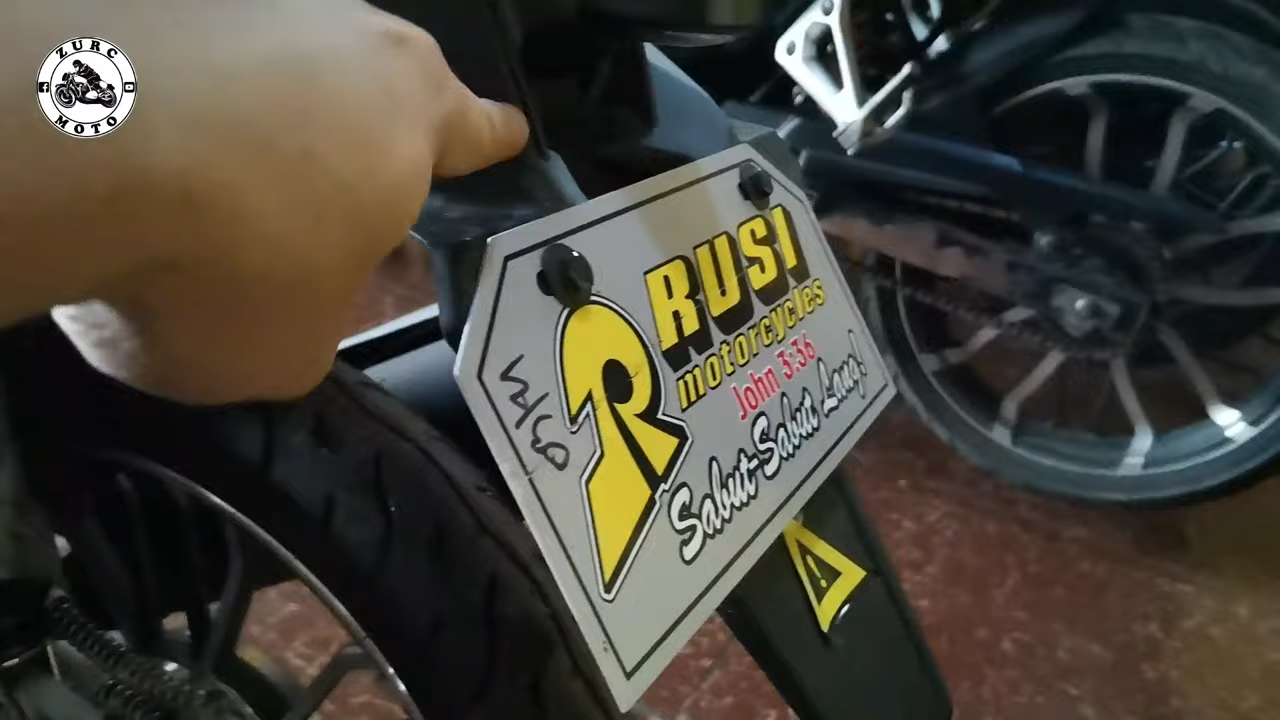 ZURC
MOTO
RUSI
motorcycles
John 3:36
Sabut-Sabut Lang!